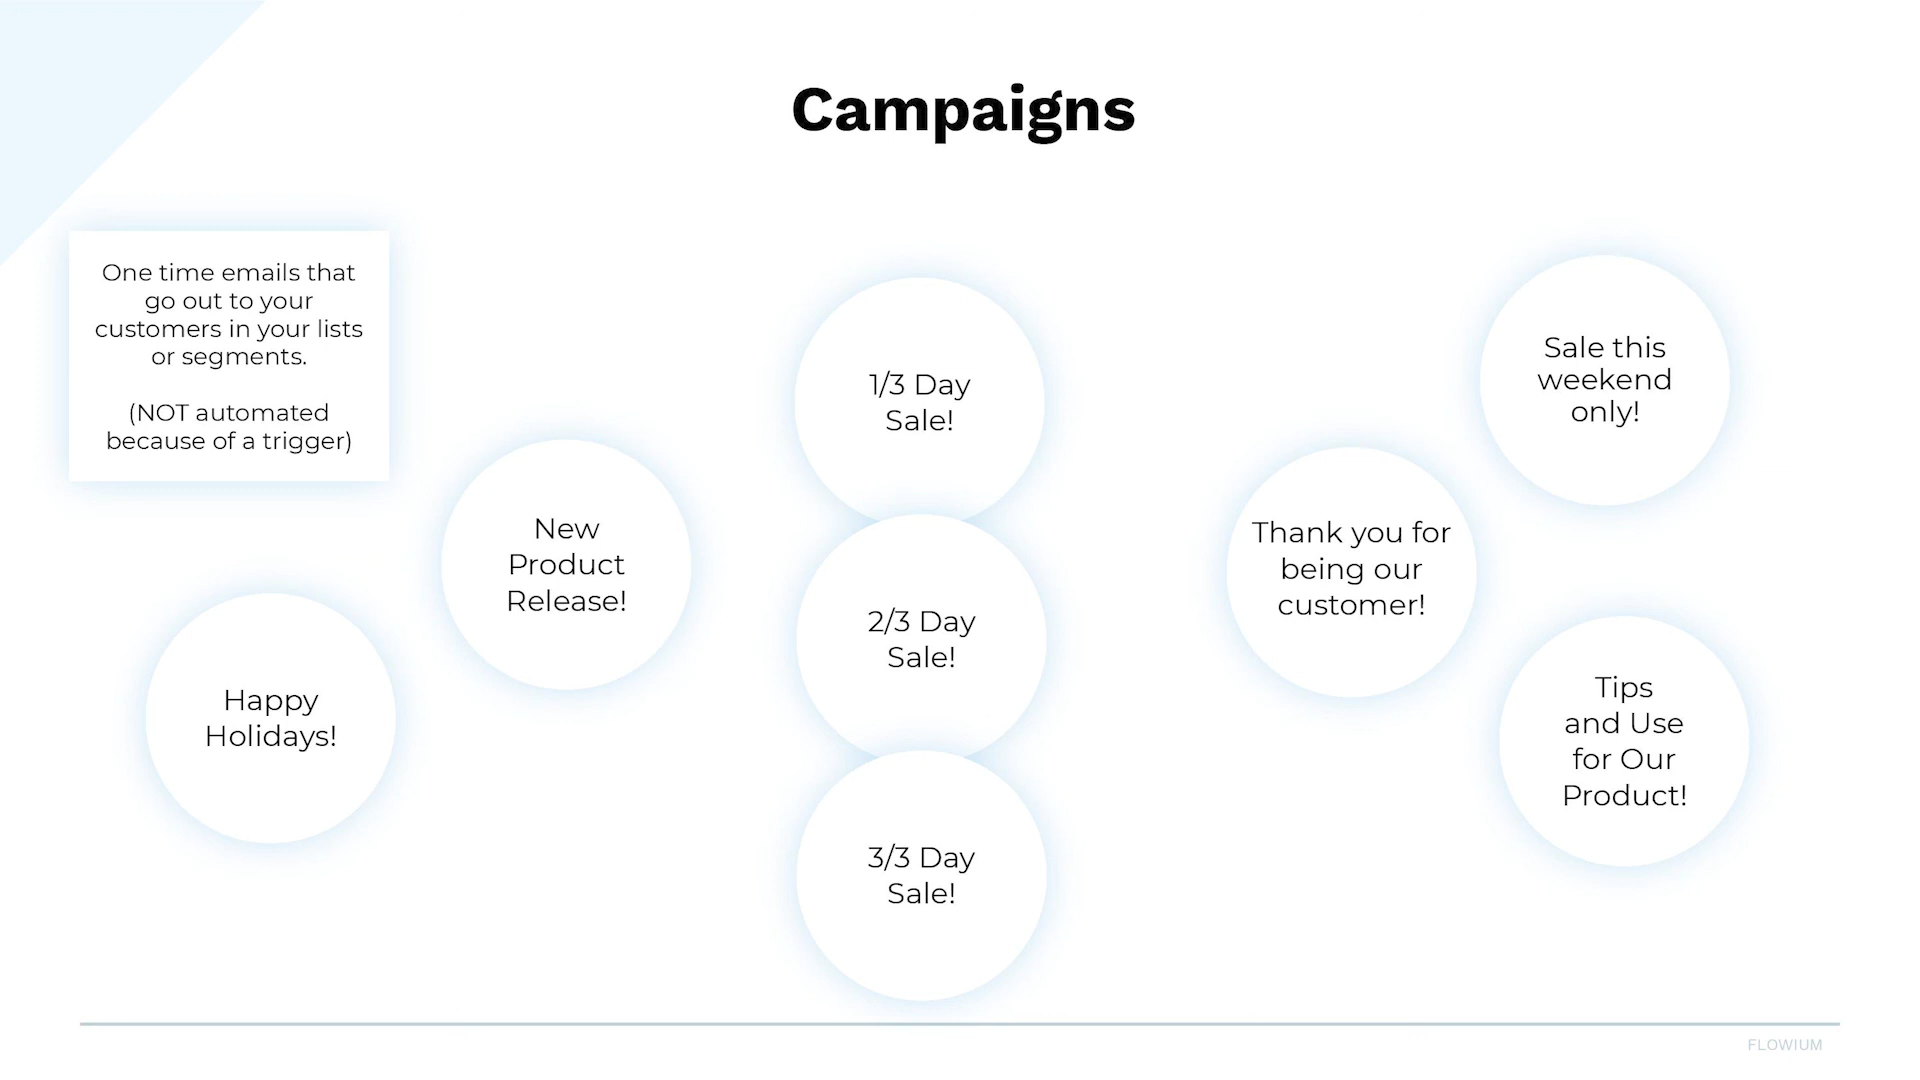 Campaigns
One time emails that
go out to your
customers in your lists
or segments.
(NOT automated
because of a trigger)
Happy
Holidays!
New
Product
Release!
1/3 Day
Sale!
2/3 Day
Sale!
3/3 Day
Sale!
Thank you for
being our
customer!
Sale this
weekend
only!
Tips
and Use
for Our
Product!
FLOWIUM